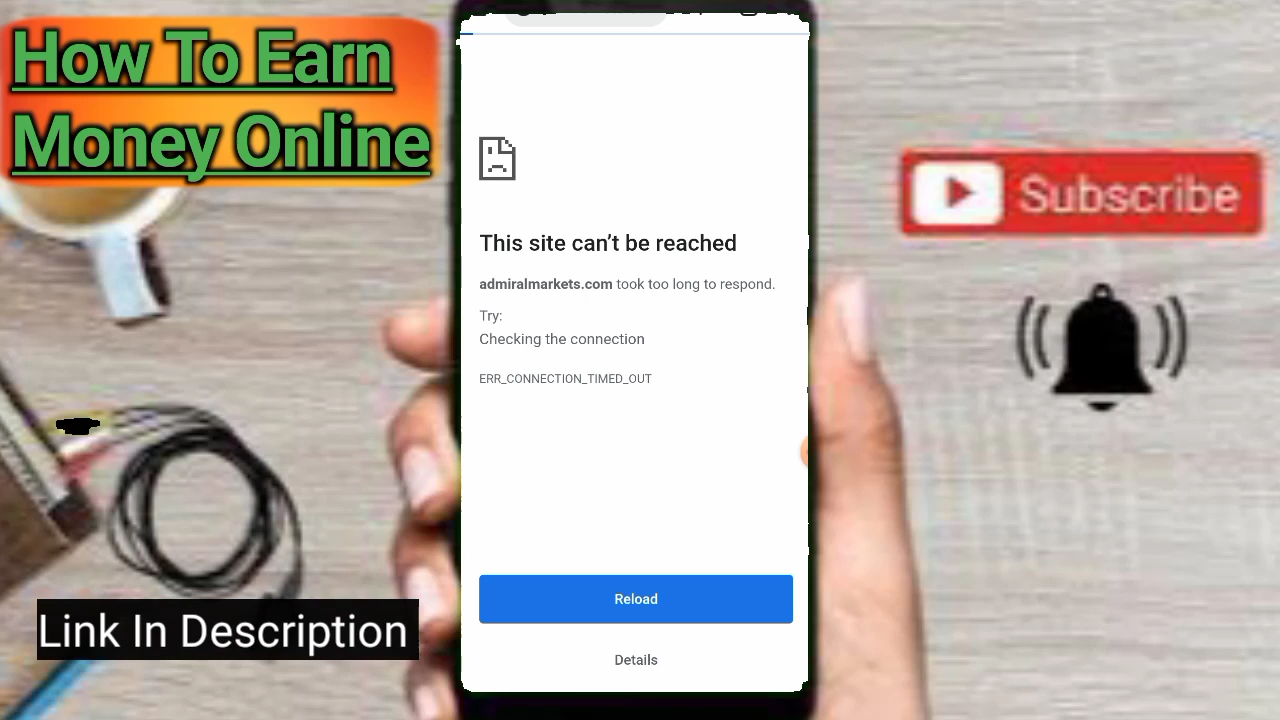 How To Earn
Money Online
Subscribe
This site can’t be reached
admiralmarkets.com took too long to respond.
Try:
Checking the connection
ERR_CONNECTION_TIMED_OUT
Link In Description
Reload
Details